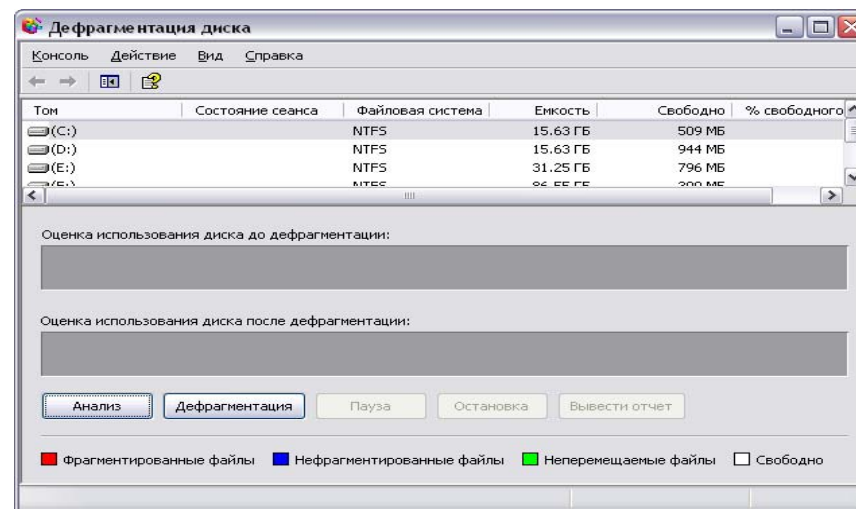 Дефрагментация диска
Консоль Действие Вид Справка
Том Состояние сеанса Файловая система Емкость Свободно % свободного
(C:) NTFS 15.63 ГБ 509 МБ
(D:) NTFS 15.63 ГБ 944 МБ
(E:) NTFS 31.25 ГБ 796 МБ
Оценка использования диска до дефрагментации:
Оценка использования диска после дефрагментации:
Анализ Дефрагментация Пауза Остановка Вывести отчет
Фрагментированные файлы Нефрагментированные файлы Неперемещаемые файлы Свободно